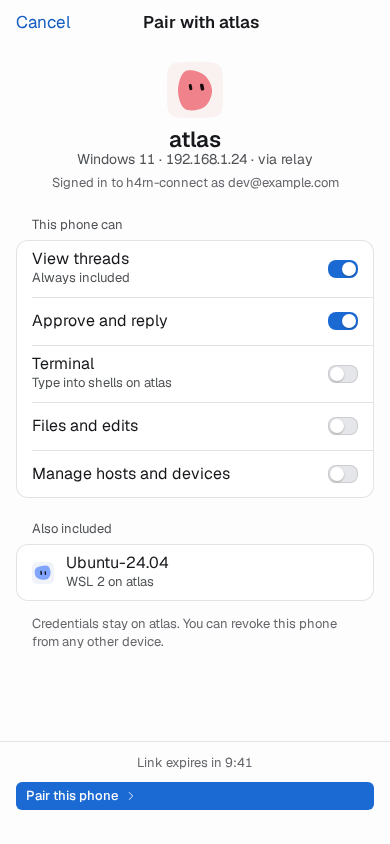 Cancel
Pair with atlas
atlas
Windows 11 · 192.168.1.24 · via relay
Signed in to h4rn-connect as dev@example.com
This phone can
View threads
Always included
Approve and reply
Terminal
Type into shells on atlas
Files and edits
Manage hosts and devices
Also included
Ubuntu-24.04
WSL 2 on atlas
Credentials stay on atlas. You can revoke this phone
from any other device.
Link expires in 9:41
Pair this phone